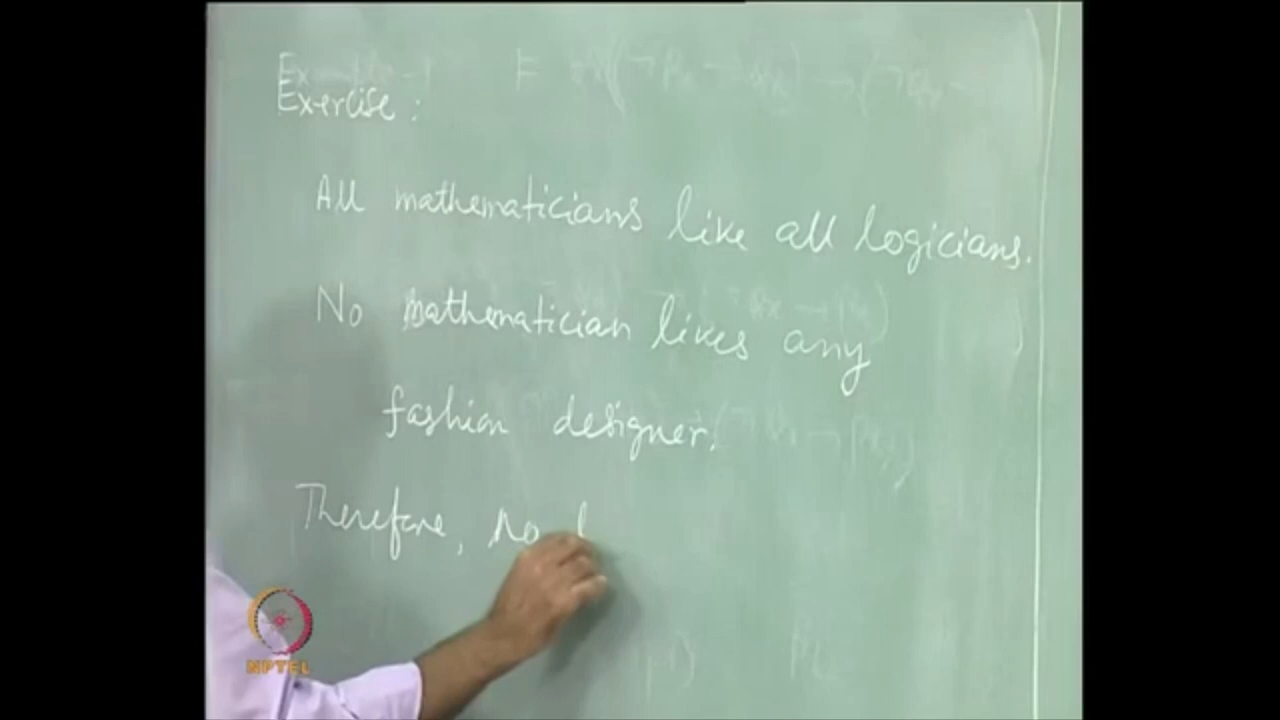 Exercise:
All mathematicians like all logicians.
No mathematician likes any
fashion designer.
Therefore, no
NPTEL